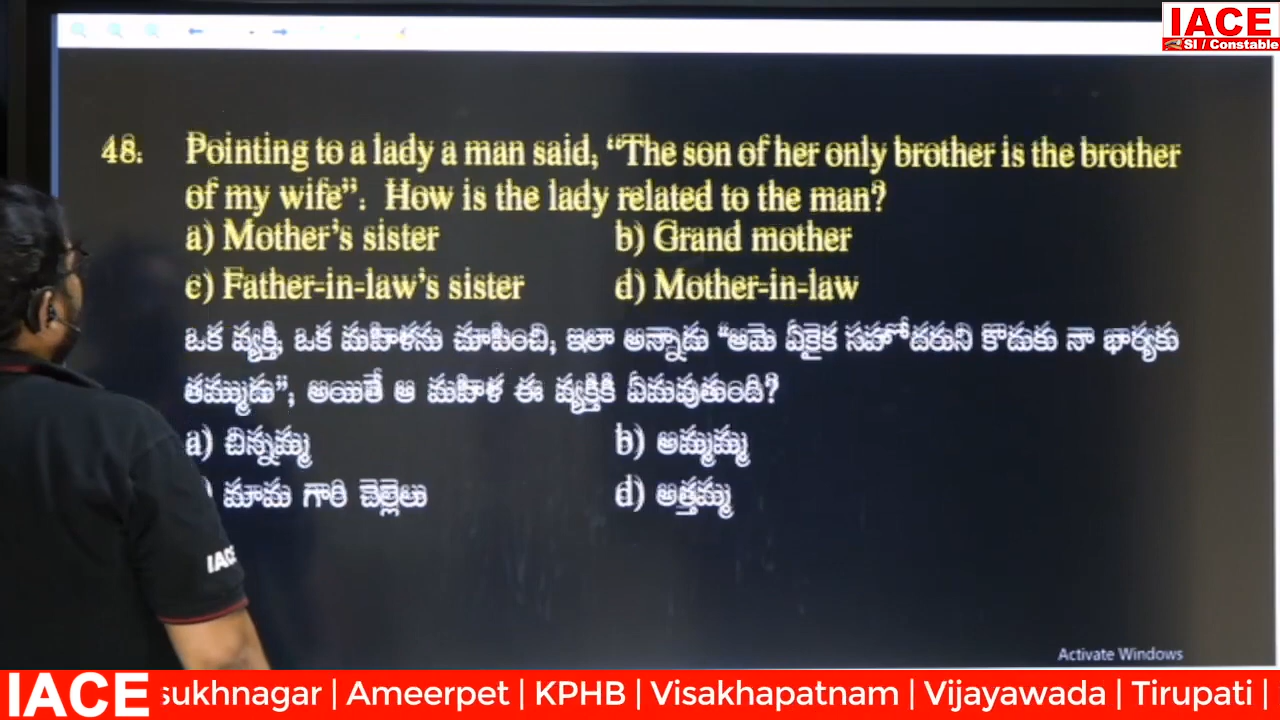 IACE
SI / Constable
48. Pointing to a lady a man said, “The son of her only brother is the brother
of my wife”. How is the lady related to the man?
a) Mother’s sister b) Grand mother
c) Father-in-law’s sister d) Mother-in-law
ఒక వ్యక్తి, ఒక మహిళను చూపించి, ఇలా అన్నాడు “ఆమె ఏకైక సహోదరుని కొడుకు నా భార్యకు
తమ్ముడు”, అయితే ఆ మహిళ ఈ వ్యక్తికి ఏమవుతుంది?
a) చిన్నమ్మ b) అమ్మమ్మ
) మామ గారి చెల్లెలు d) అత్తమ్మ
IACE
Activate Windows
IACE sukhnagar | Ameerpet | KPHB | Visakhapatnam | Vijayawada | Tirupati |